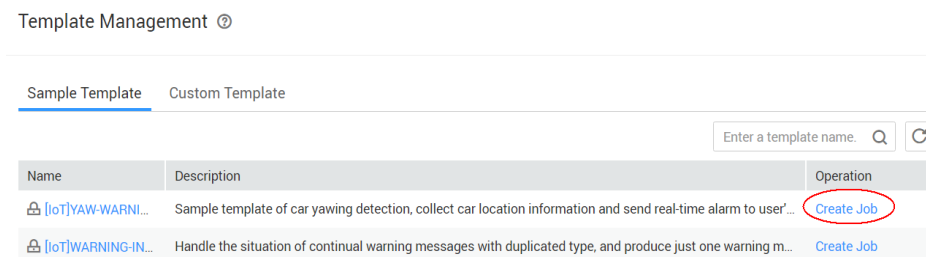 Template Management
Sample Template Custom Template
Enter a template name.
Name Description Operation
[IoT]YAW-WARNI... Sample template of car yawing detection, collect car location information and send real-time alarm to user'... Create Job
[IoT]WARNING-IN... Handle the situation of continual warning messages with duplicated type, and produce just one warning m... Create Job